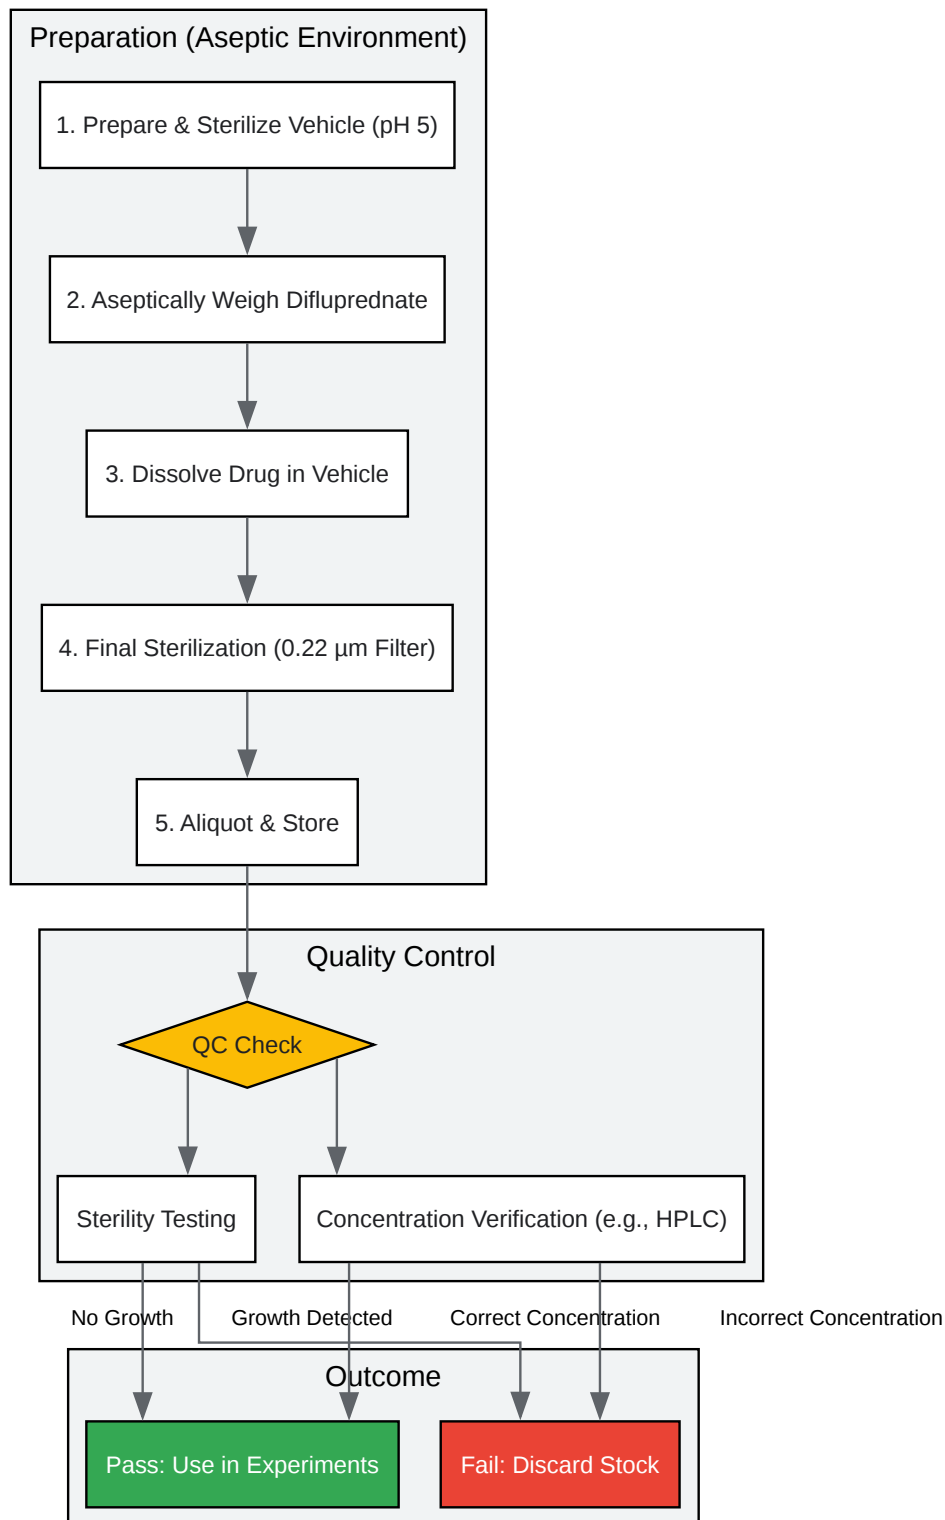 Preparation (Aseptic Environment)
1. Prepare & Sterilize Vehicle (pH 5)
2. Aseptically Weigh Difluprednate
3. Dissolve Drug in Vehicle
4. Final Sterilization (0.22 µm Filter)
5. Aliquot & Store
Quality Control
QC Check
Sterility Testing
Concentration Verification (e.g., HPLC)
No Growth
Growth Detected
Correct Concentration
Incorrect Concentration
Outcome
Pass: Use in Experiments
Fail: Discard Stock